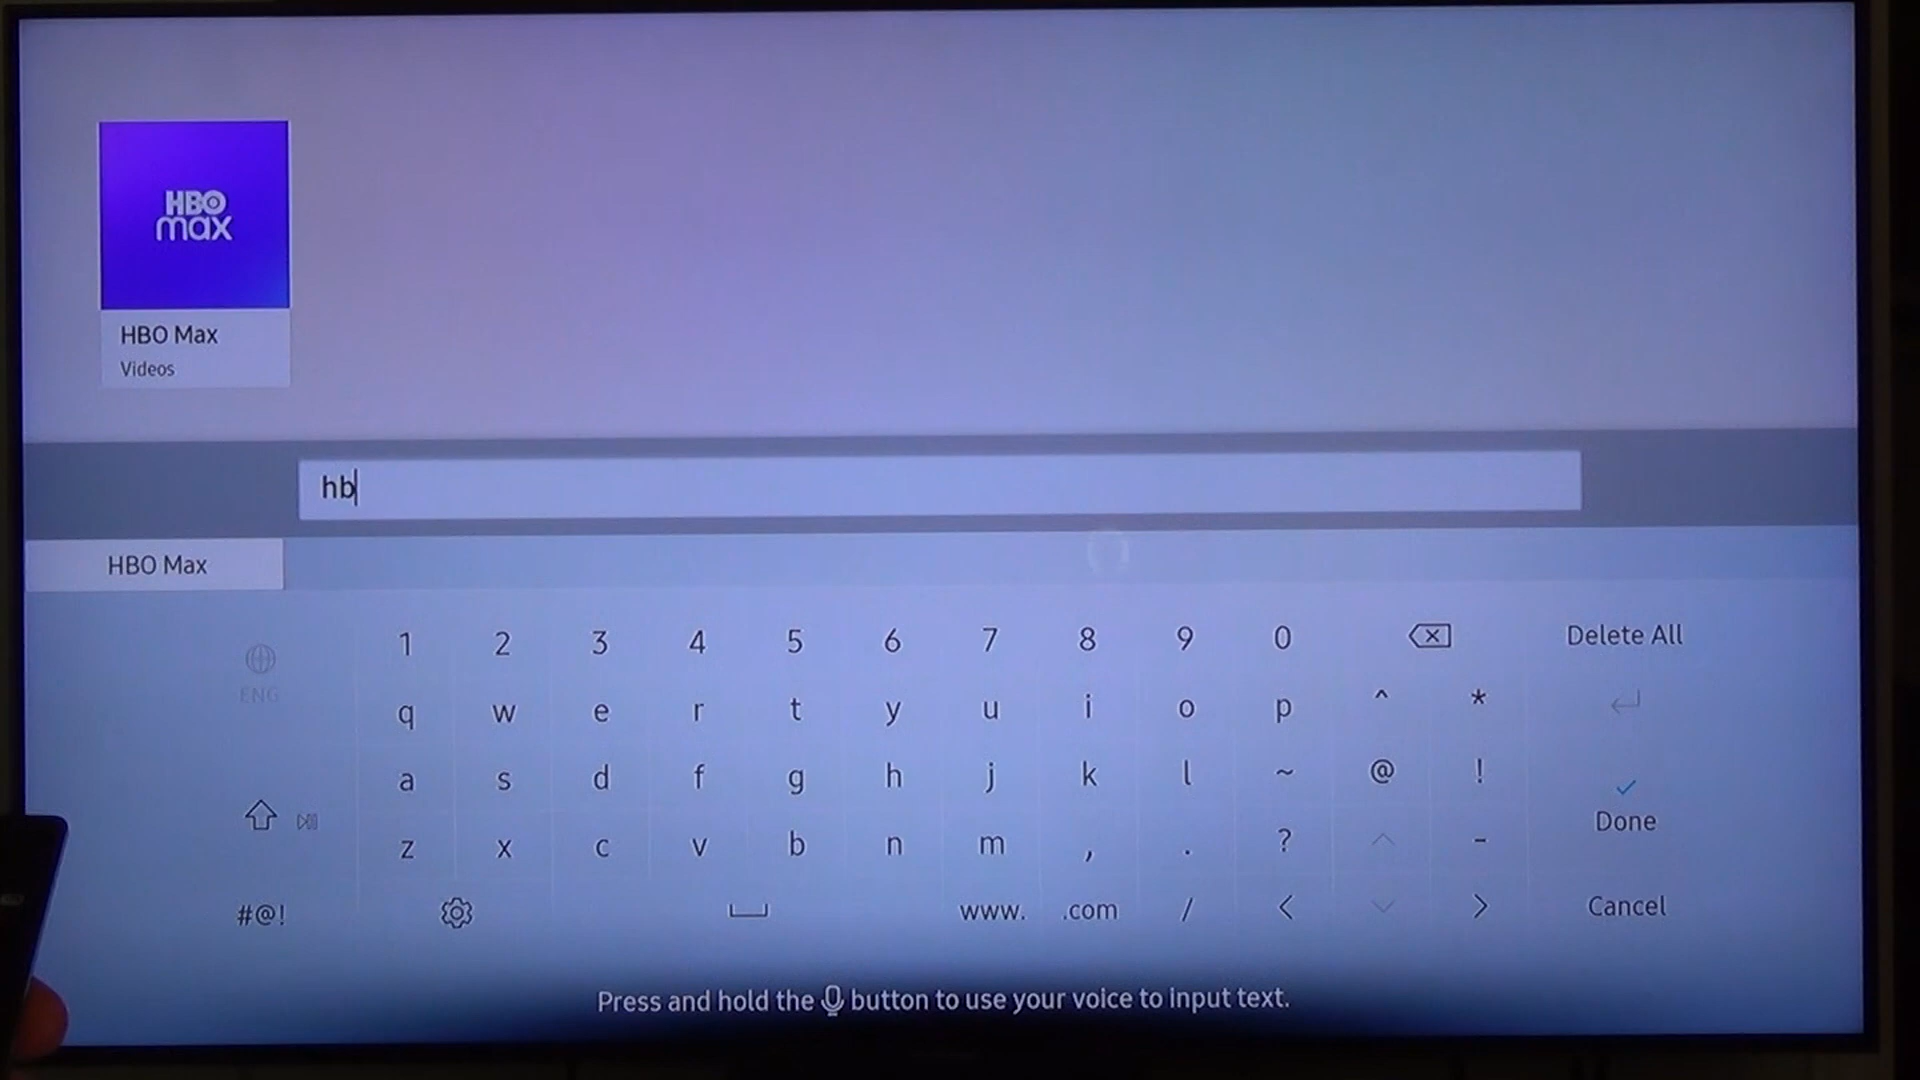 HBO
max
HBO Max
Videos
hb
HBO Max
1 2 3 4 5 6 7 8 9 0 Delete All
ENG
q w e r t y u i o p ^ *
a s d f g h j k l ~ @ !
Done
z x c v b n m , . ? -
#@! www. .com / < > Cancel
Press and hold the button to use your voice to input text.